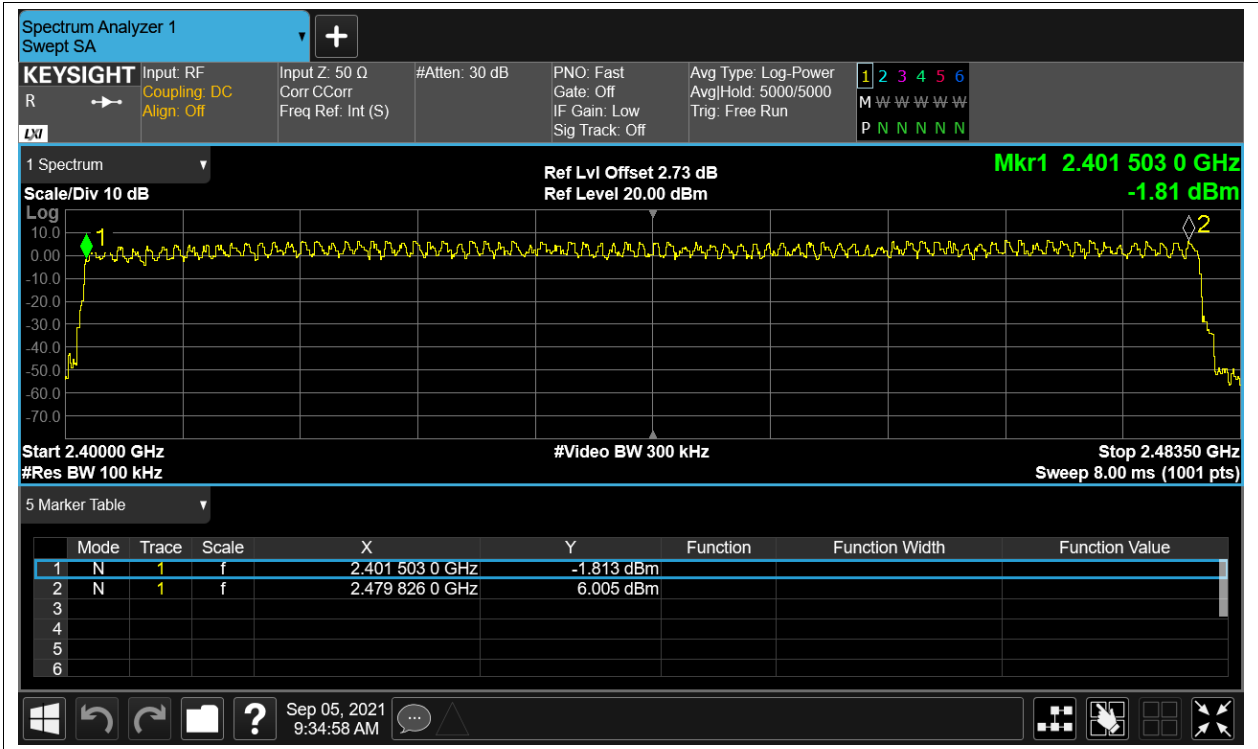 Spectrum Analyzer 1
Swept SA
+
KEYSIGHT Input: RF Input Z: 50 Ω #Atten: 30 dB PNO: Fast Avg Type: Log-Power 1 2 3 4 5 6
R Coupling: DC Corr CCorr Gate: Off Avg|Hold: 5000/5000 M W W W W W
Align: Off Freq Ref: Int (S) IF Gain: Low Trig: Free Run
LXI Sig Track: Off P N N N N N
1 Spectrum Ref Lvl Offset 2.73 dB Mkr1 2.401 503 0 GHz
Scale/Div 10 dB Ref Level 20.00 dBm -1.81 dBm
Log
10.0
0.00
-10.0
-20.0
-30.0
-40.0
-50.0
-60.0
-70.0
1
2
Start 2.40000 GHz #Video BW 300 kHz Stop 2.48350 GHz
#Res BW 100 kHz Sweep 8.00 ms (1001 pts)
5 Marker Table
Mode Trace Scale X Y Function Function Width Function Value
1 N 1 f 2.401 503 0 GHz -1.813 dBm
2 N 1 f 2.479 826 0 GHz 6.005 dBm
3
4
5
6
? Sep 05, 2021
9:34:58 AM